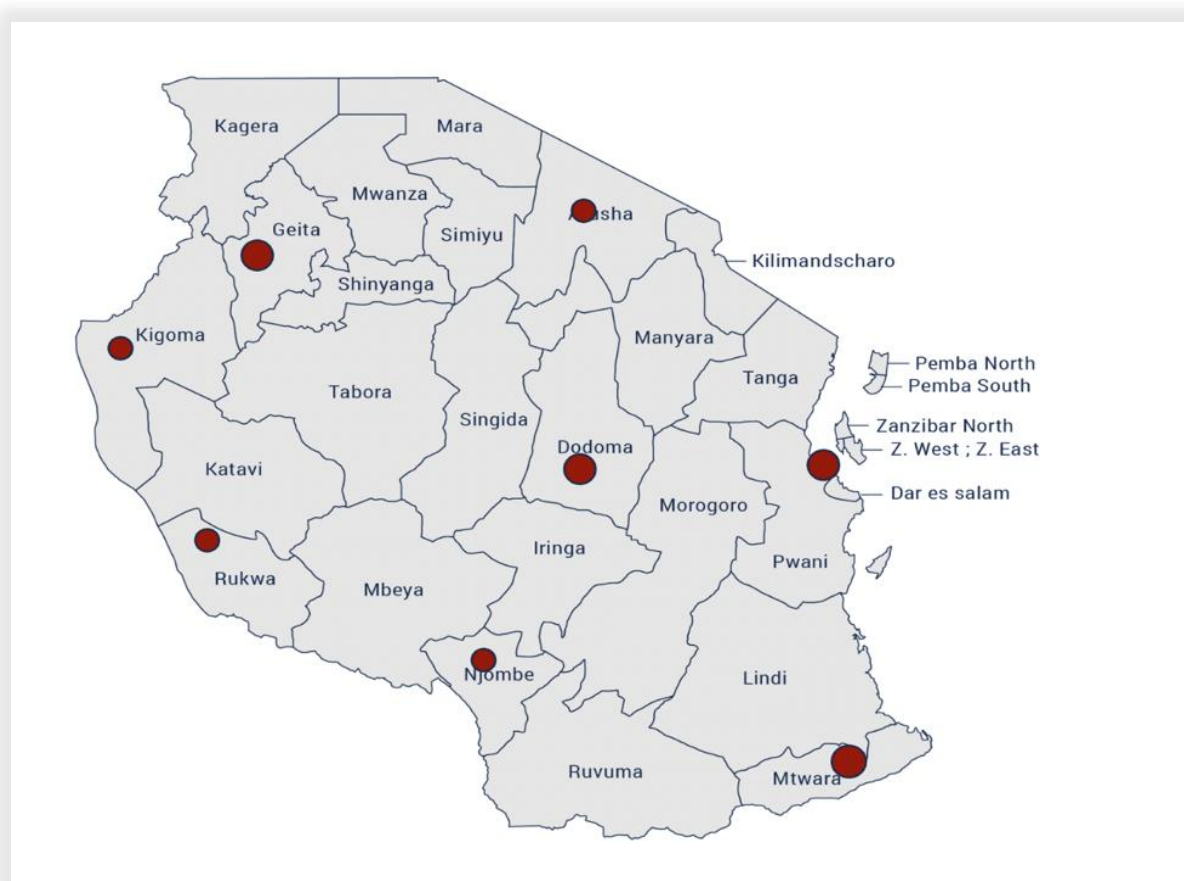 Kagera
Mara
Mwanza
Geita
Simiyu
Kilimandscharo
Shinyanga
Kigoma
Manyara
Pemba North
Tanga
Pemba South
Tabora
Singida
Zanzibar North
Dodoma
Z. West ; Z. East
Katavi
Dar es salam
Morogoro
Iringa
Pwani
Rukwa
Mbeya
Njombe
Lindi
Ruvuma
Mtwara